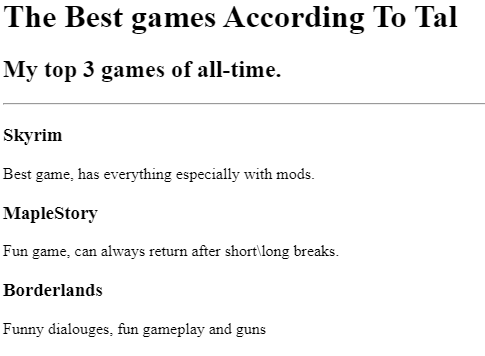 The Best games According To Tal
My top 3 games of all-time.
Skyrim
Best game, has everything especially with mods.
MapleStory
Fun game, can always return after short\long breaks.
Borderlands
Funny dialouges, fun gameplay and guns